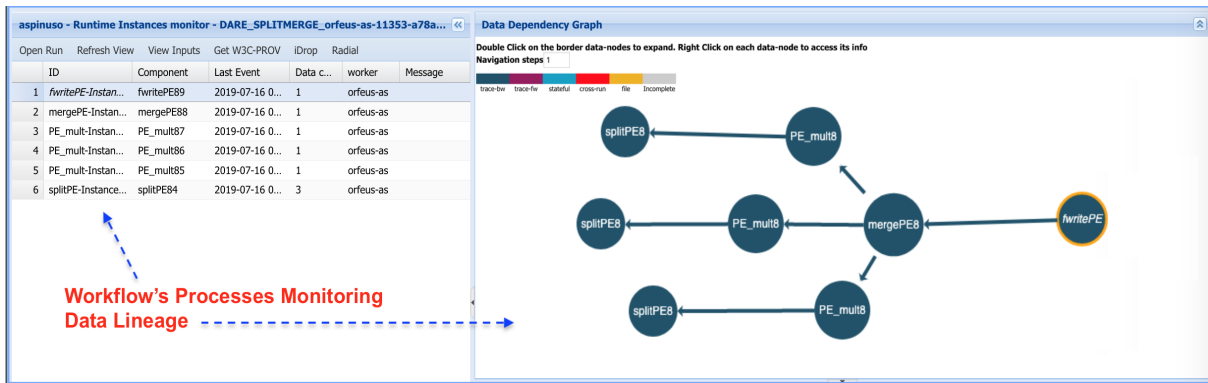 aspinuso - Runtime Instances monitor - DARE_SPLITMERGE_orfeus-as-11353-a78a...
Open Run Refresh View View Inputs Get W3C-PROV iDrop Radial
ID Component Last Event Data c... worker Message
1 fwritePE-Instan... fwritePE89 2019-07-16 0... 1 orfeus-as
2 mergePE-Instan... mergePE88 2019-07-16 0... 1 orfeus-as
3 PE_mult-Instan... PE_mult87 2019-07-16 0... 1 orfeus-as
4 PE_mult-Instan... PE_mult86 2019-07-16 0... 1 orfeus-as
5 PE_mult-Instan... PE_mult85 2019-07-16 0... 1 orfeus-as
6 splitPE-Instance... splitPE84 2019-07-16 0... 3 orfeus-as
Workflow's Processes Monitoring
Data Lineage
Data Dependency Graph
Double Click on the border data-nodes to expand. Right Click on each data-node to access its info
Navigation steps 1
trace-bw trace-fw stateful cross-run file Incomplete
splitPE8 PE_mult8
splitPE8 PE_mult8 mergePE8 fwritePE
splitPE8 PE_mult8